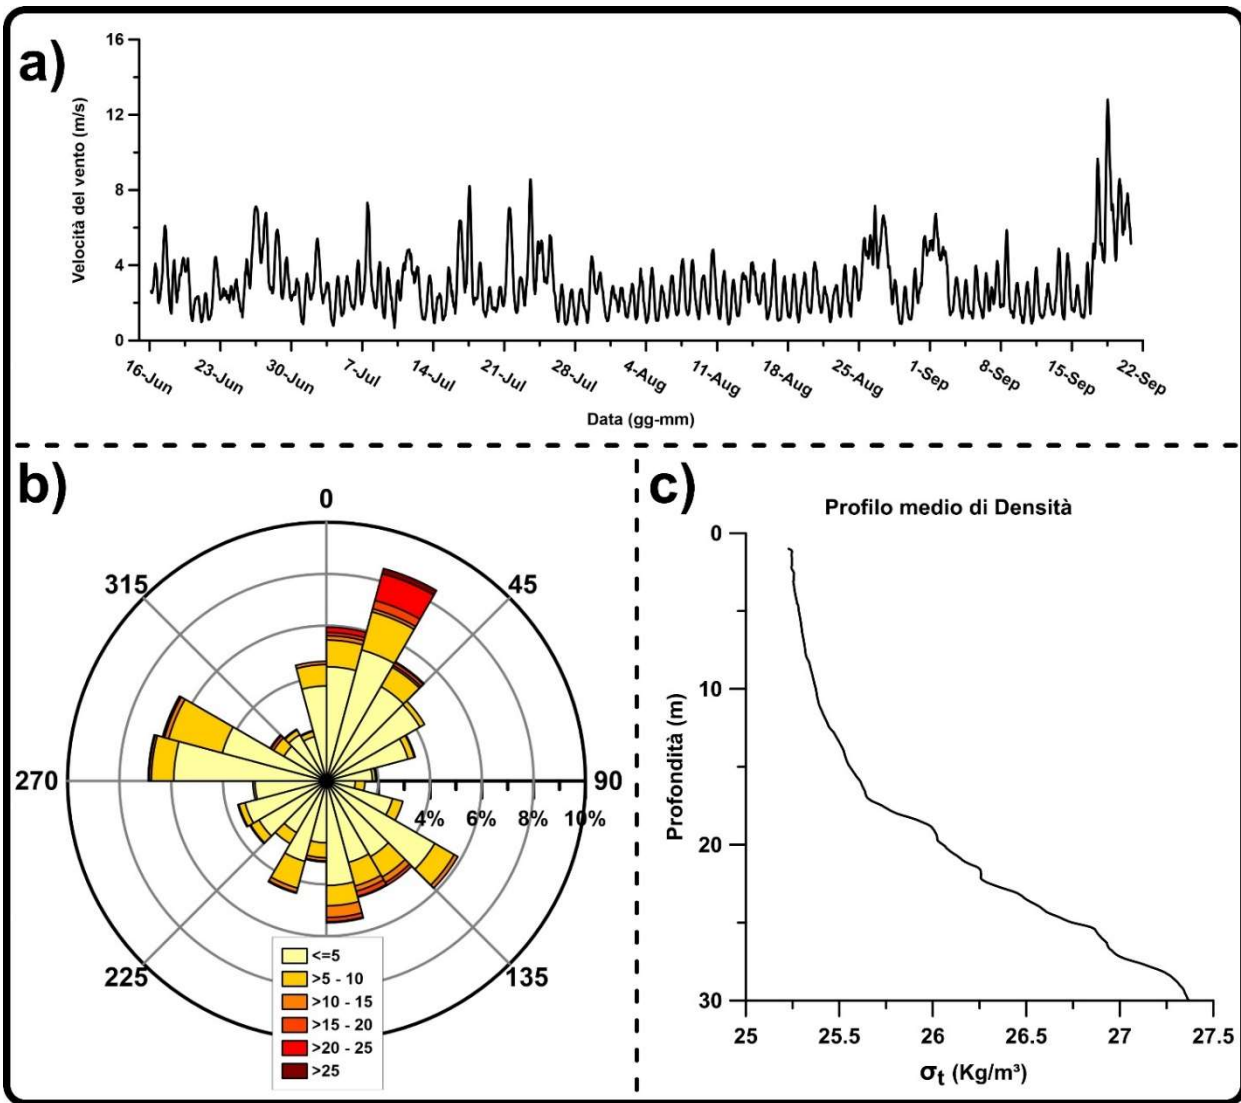 a)
16
12
8
4
0
Velocità del vento (m/s)
16-Jun
23-Jun
30-Jun
7-Jul
14-Jul
21-Jul
28-Jul
4-Aug
11-Aug
18-Aug
25-Aug
1-Sep
8-Sep
15-Sep
22-Sep
Data (gg-mm)
b)
0
315
45
270
90
4%
6%
8%
10%
225
135
<=5
>5 - 10
>10 - 15
>15 - 20
>20 - 25
>25
c)
Profilo medio di Densità
0
10
20
30
Profondità (m)
25
25.5
26
26.5
27
27.5
σt (Kg/m³)